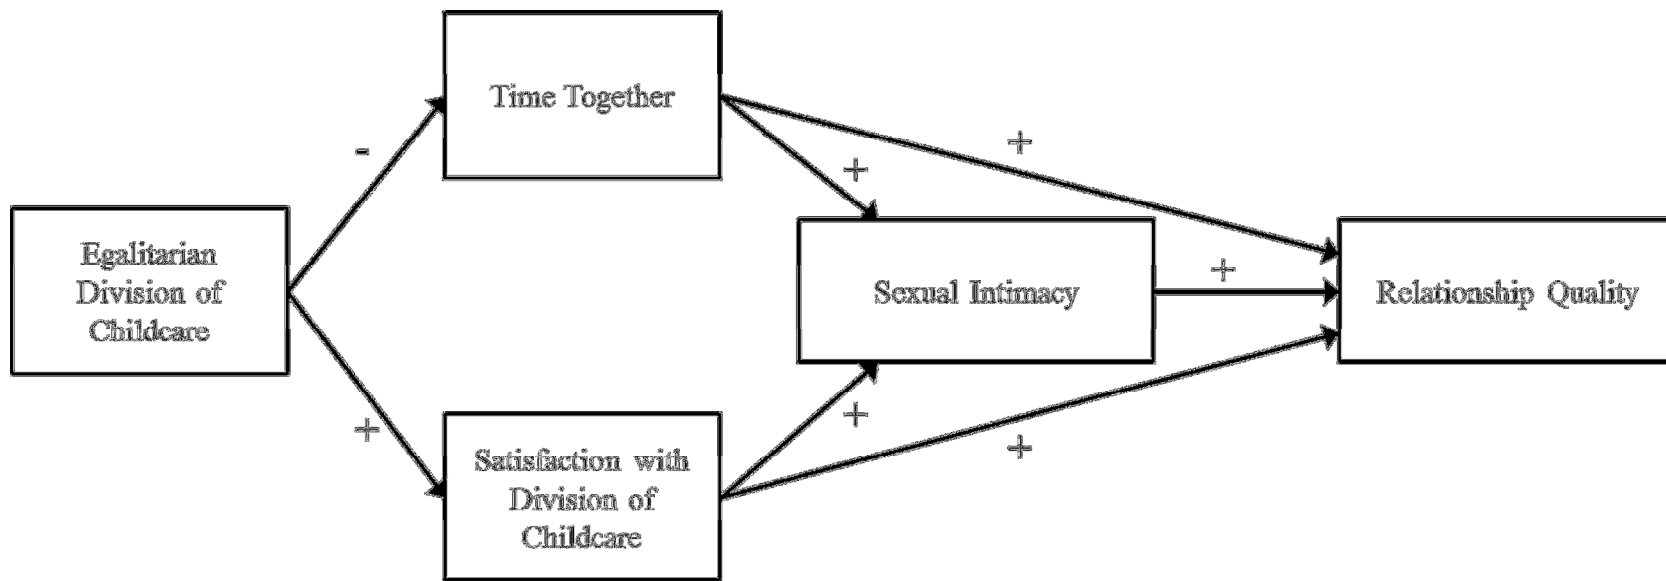 Time Together
-
+
+
Egalitarian
Division of
Childcare
Sexual Intimacy
+
Relationship Quality
+
+
+
Satisfaction with
Division of
Childcare